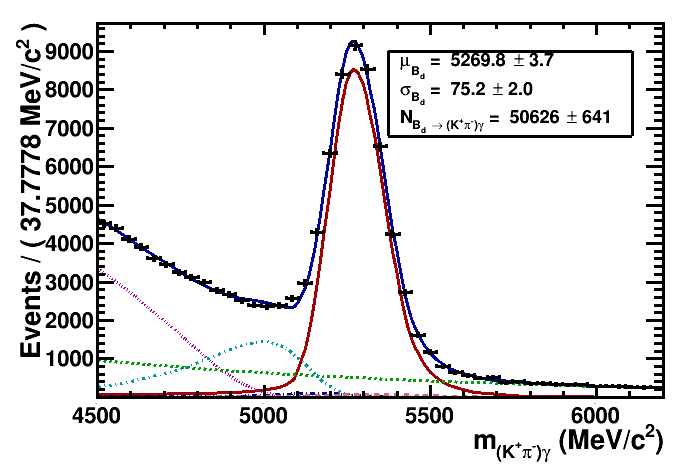 Events / ( 37.7778 MeV/c² )
9000
8000
7000
6000
5000
4000
3000
2000
1000
μ_{B_d} = 5269.8 ± 3.7
σ_{B_d} = 75.2 ± 2.0
N_{B_d → (K⁺π⁻)γ} = 50626 ± 641
4500 5000 5500 6000
m_{(K⁺π⁻)γ} (MeV/c²)